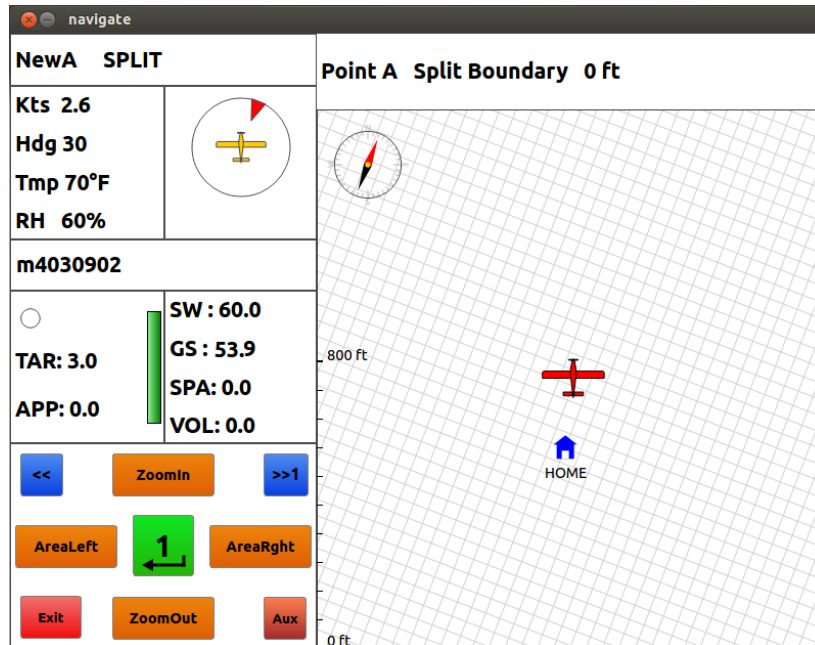 navigate
NewA SPLIT
Point A Split Boundary 0 ft
Kts 2.6
Hdg 30
Tmp 70°F
RH 60%
m4030902
TAR: 3.0
APP: 0.0
SW : 60.0
GS : 53.9
SPA: 0.0
VOL: 0.0
<<
ZoomIn
>>1
AreaLeft
1
AreaRght
Exit
ZoomOut
Aux
800 ft
HOME
0 ft